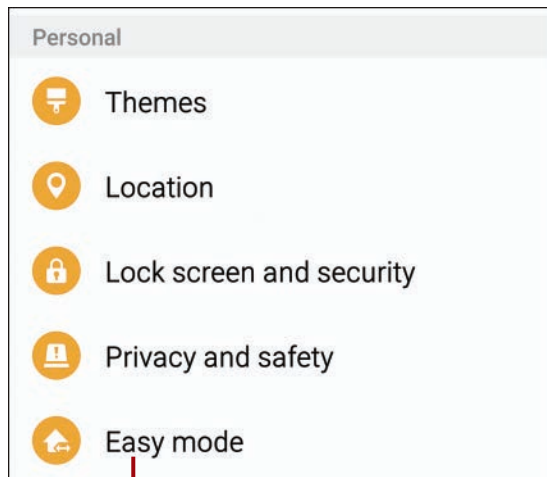 Personal
Themes
Location
Lock screen and security
Privacy and safety
Easy mode